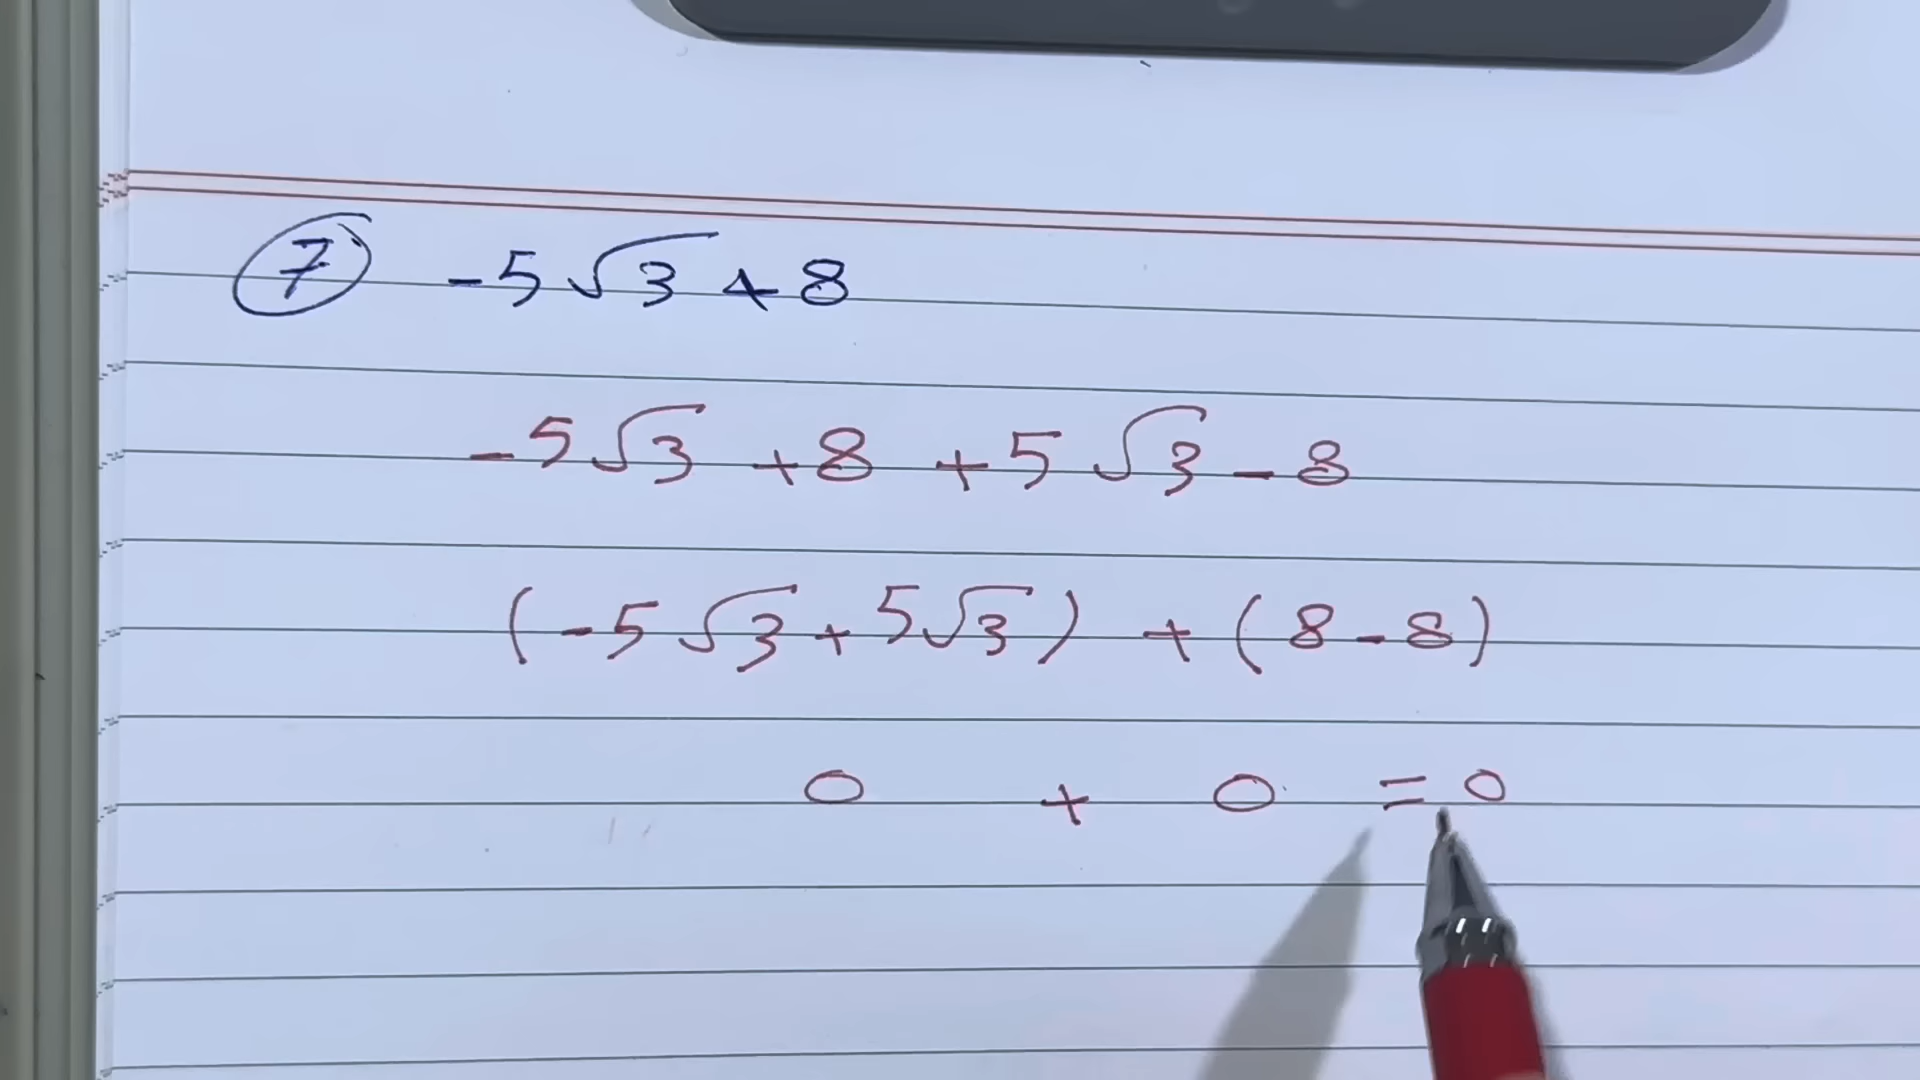 ⑦ -5√3 + 8
-5√3 + 8 + 5√3 - 8
(-5√3 + 5√3) + (8 - 8)
0 + 0 = 0